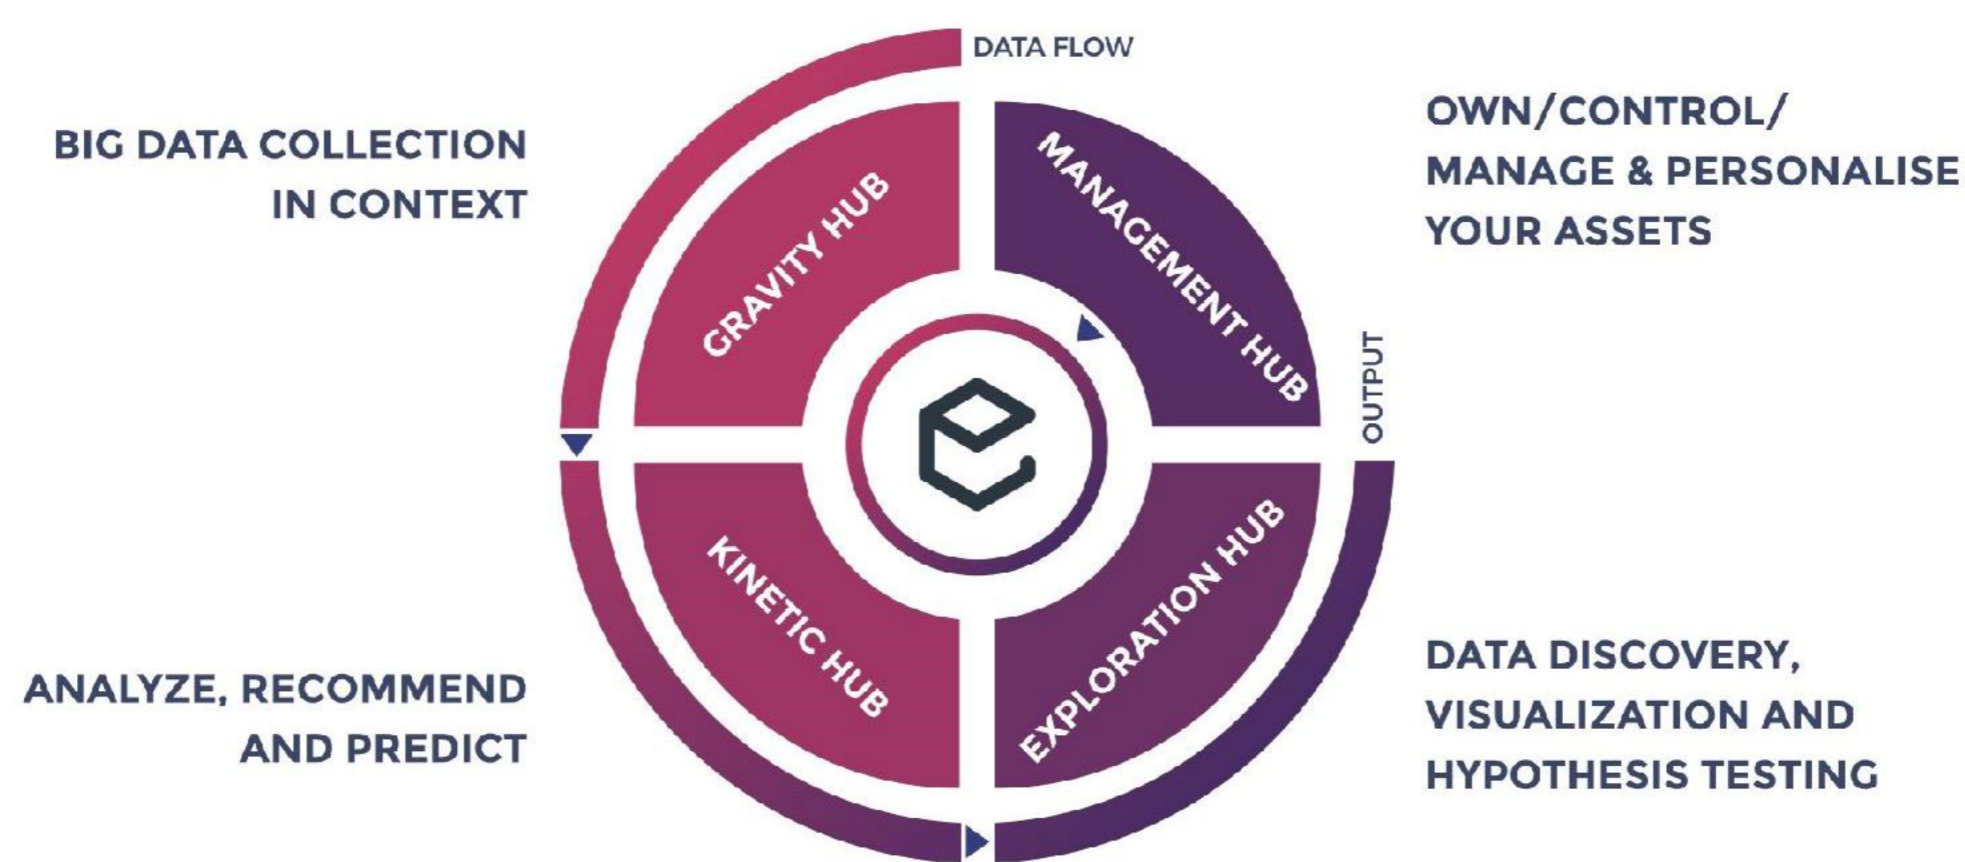 DATA FLOW
BIG DATA COLLECTION
IN CONTEXT
GRAVITY HUB
MANAGEMENT HUB
OWN/CONTROL/
MANAGE & PERSONALISE
YOUR ASSETS
OUTPUT
KINETIC HUB
EXPLORATION HUB
ANALYZE, RECOMMEND
AND PREDICT
DATA DISCOVERY,
VISUALIZATION AND
HYPOTHESIS TESTING